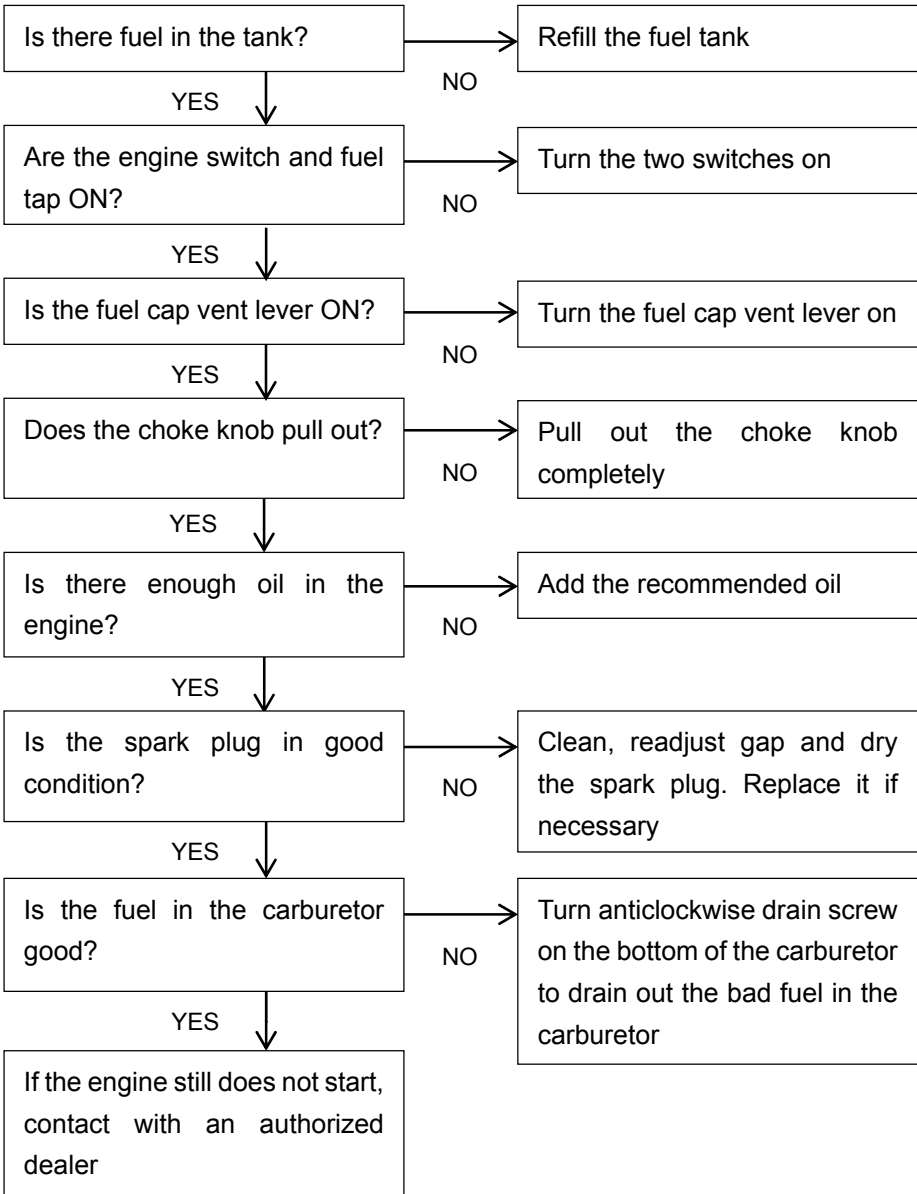 Is there fuel in the tank?
Refill the fuel tank
NO
YES
Are the engine switch and fuel
tap ON?
Turn the two switches on
NO
YES
Is the fuel cap vent lever ON?
Turn the fuel cap vent lever on
NO
YES
Does the choke knob pull out?
Pull out the choke knob
completely
NO
YES
Is there enough oil in the
engine?
Add the recommended oil
NO
YES
Is the spark plug in good
condition?
Clean, readjust gap and dry
the spark plug. Replace it if
necessary
NO
YES
Is the fuel in the carburetor
good?
Turn anticlockwise drain screw
on the bottom of the carburetor
to drain out the bad fuel in the
carburetor
NO
YES
If the engine still does not start,
contact with an authorized
dealer